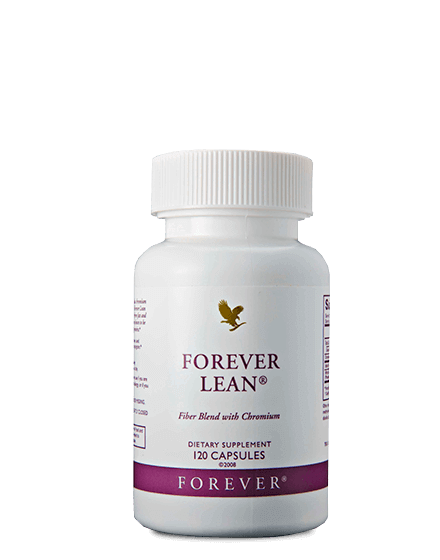 FOREVER
LEAN®
Fiber Blend with Chromium
DIETARY SUPPLEMENT
120 CAPSULES
©2008
FOREVER®